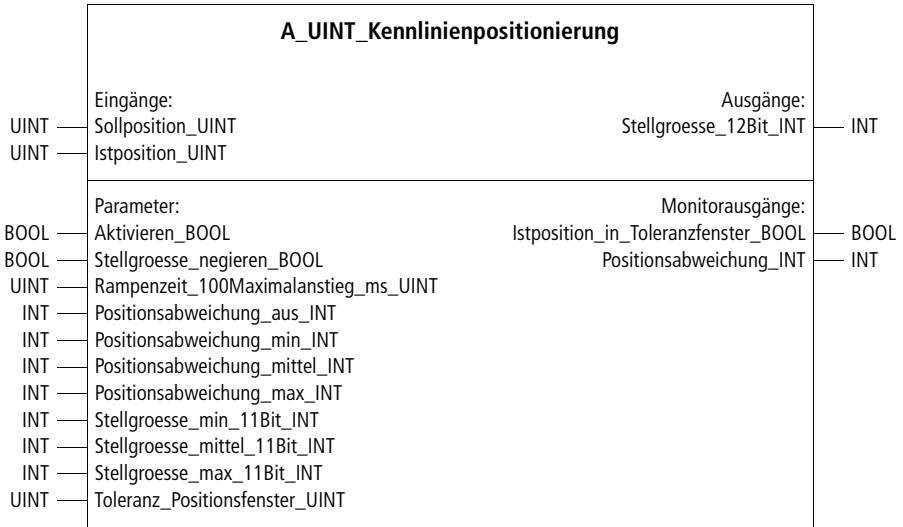 A_UINT_Kennlinienpositionierung
Eingänge: Ausgänge:
UINT Sollposition_UINT Stellgroesse_12Bit_INT INT
UINT Istposition_UINT
Parameter: Monitorausgänge:
BOOL Aktivieren_BOOL Istposition_in_Toleranzfenster_BOOL BOOL
BOOL Stellgroesse_negieren_BOOL Positionsabweichung_INT INT
UINT Rampenzeit_100Maximalanstieg_ms_UINT
INT Positionsabweichung_aus_INT
INT Positionsabweichung_min_INT
INT Positionsabweichung_mittel_INT
INT Positionsabweichung_max_INT
INT Stellgroesse_min_11Bit_INT
INT Stellgroesse_mittel_11Bit_INT
INT Stellgroesse_max_11Bit_INT
UINT Toleranz_Positionsfenster_UINT